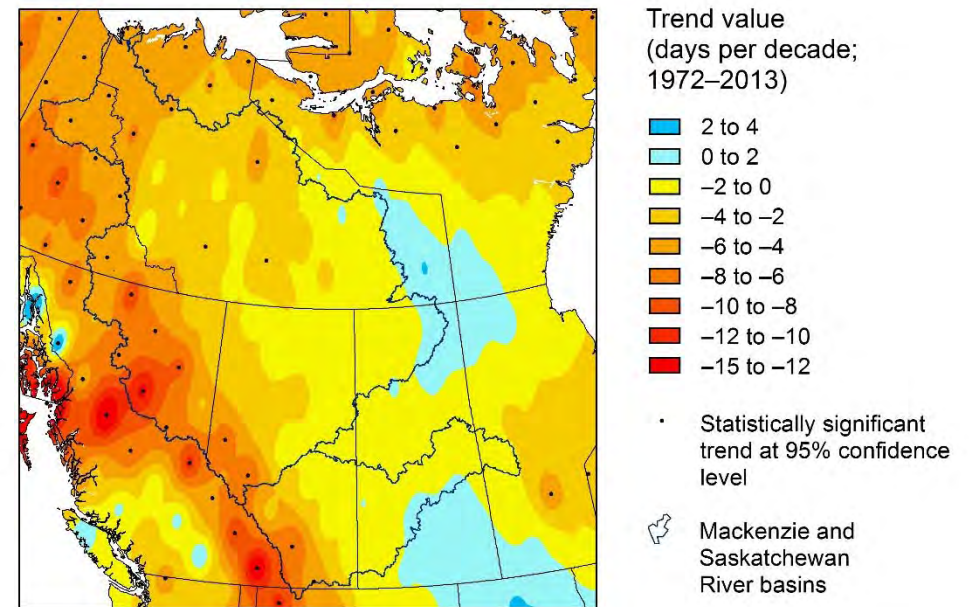 Trend value
(days per decade;
1972–2013)
2 to 4
0 to 2
–2 to 0
–4 to –2
–6 to –4
–8 to –6
–10 to –8
–12 to –10
–15 to –12
Statistically significant
trend at 95% confidence
level
Mackenzie and
Saskatchewan
River basins